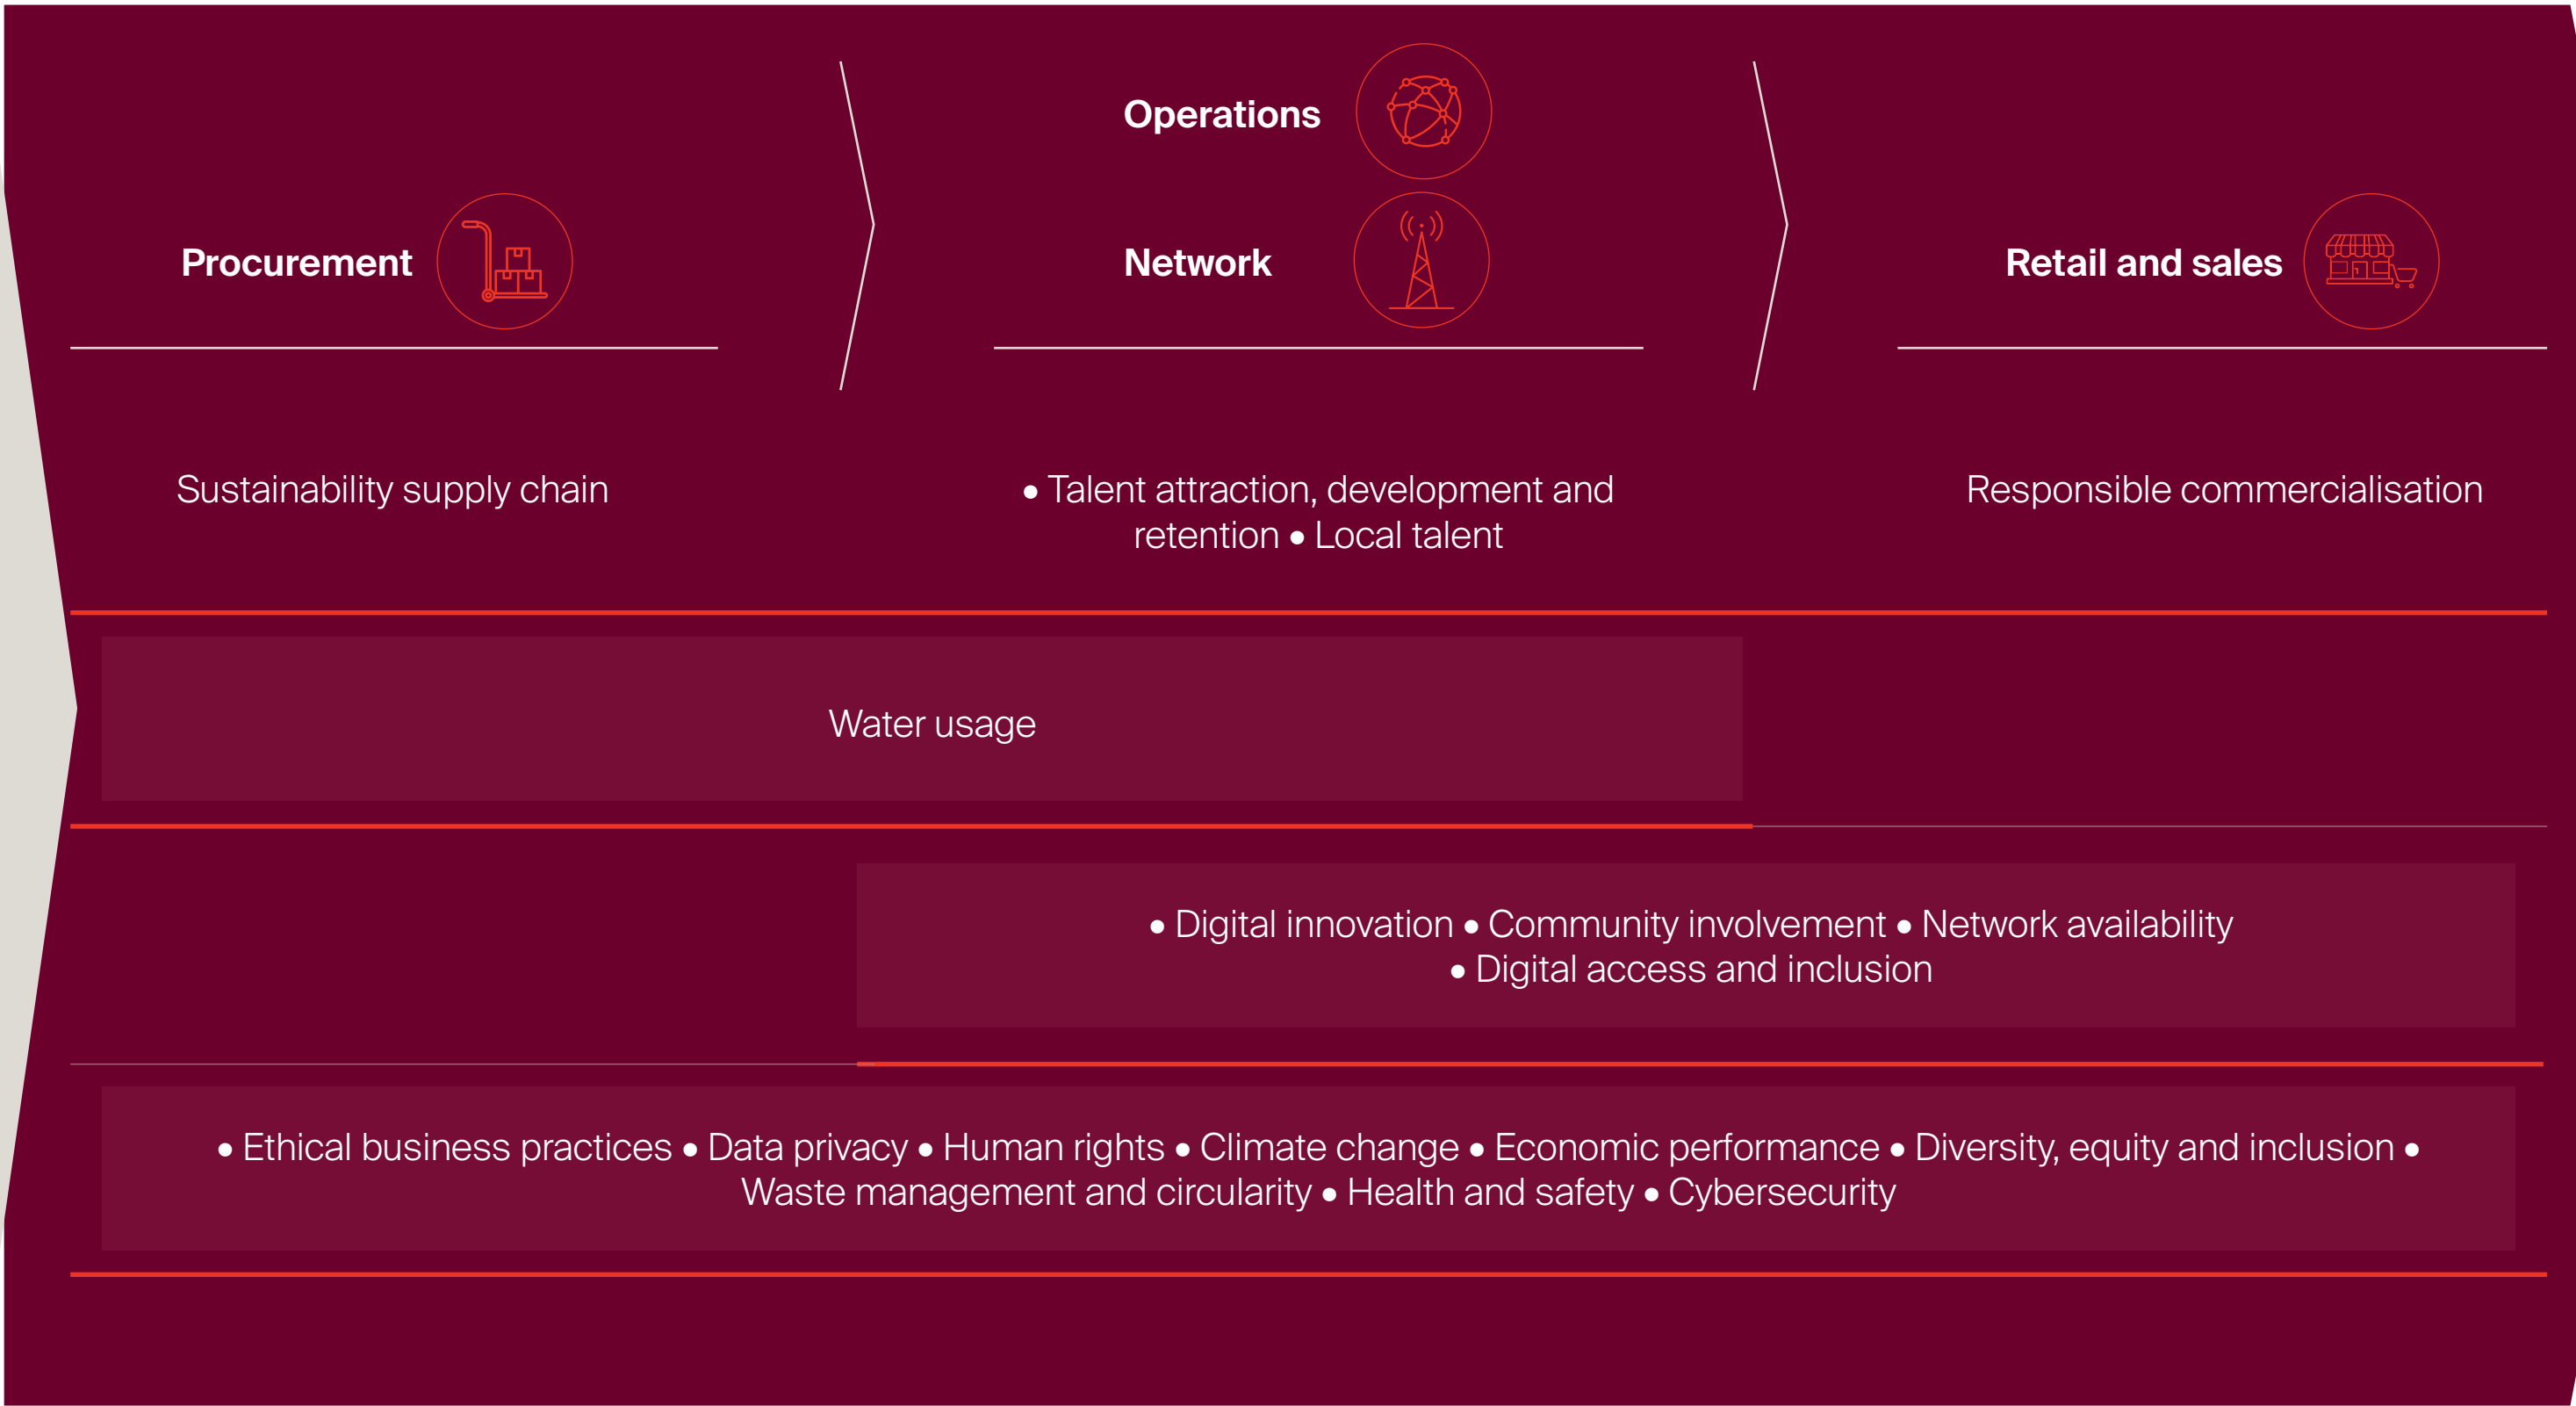 Operations
Procurement
Network
Retail and sales
Sustainability supply chain
• Talent attraction, development and
retention • Local talent
Responsible commercialisation
Water usage
• Digital innovation • Community involvement • Network availability
• Digital access and inclusion
• Ethical business practices • Data privacy • Human rights • Climate change • Economic performance • Diversity, equity and inclusion •
Waste management and circularity • Health and safety • Cybersecurity